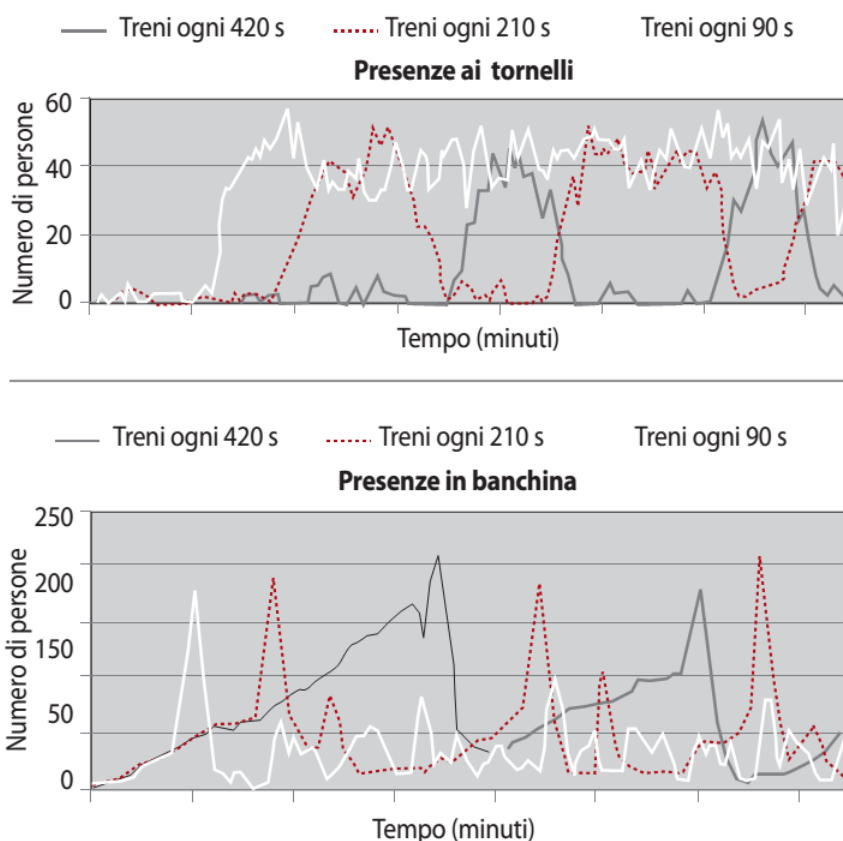 Treni ogni 420 s Treni ogni 210 s Treni ogni 90 s
Presenze ai tornelli
Numero di persone
60
40
20
0
Tempo (minuti)
Treni ogni 420 s Treni ogni 210 s Treni ogni 90 s
Presenze in banchina
Numero di persone
250
200
150
50
0
Tempo (minuti)